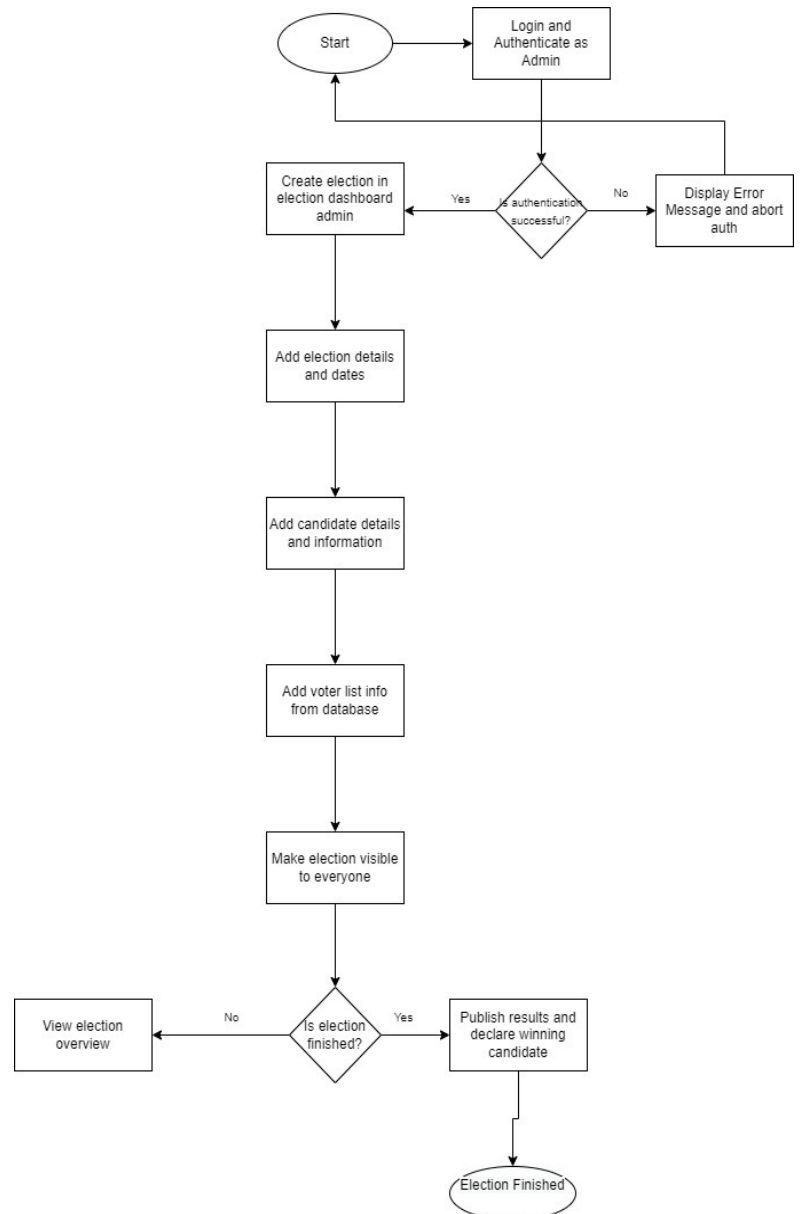 Start
Login and
Authenticate as
Admin
Create election in
election dashboard
admin
Yes
Is authentication
successful?
No
Display Error
Message and abort
auth
Add election details
and dates
Add candidate details
and information
Add voter list info
from database
Make election visible
to everyone
View election
overview
No
Is election
finished?
Yes
Publish results and
declare winning
candidate
Election Finished